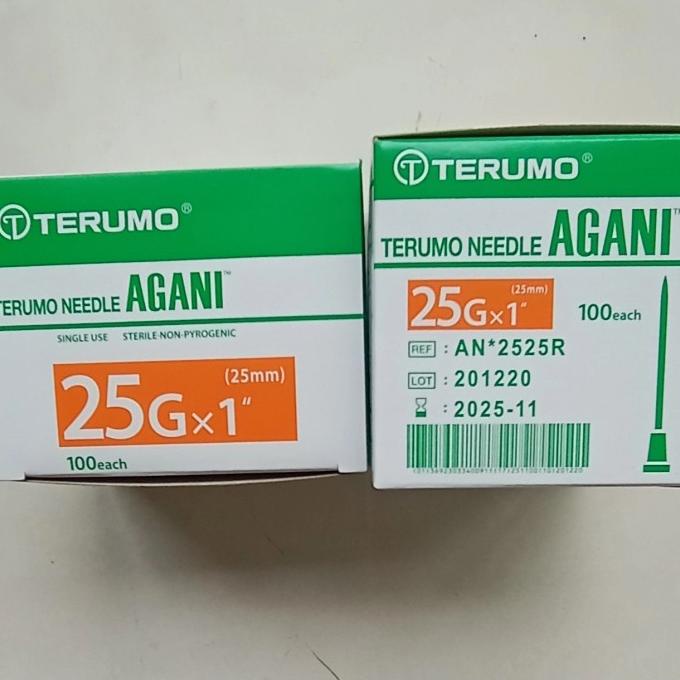 TERUMO®
TERUMO NEEDLE AGANI™
SINGLE USE STERILE·NON-PYROGENIC
25G×1" (25mm)
100each
TERUMO®
TERUMO NEEDLE AGANI™
25G×1" (25mm)
100each
REF : AN*2525R
LOT : 201220
: 2025-11